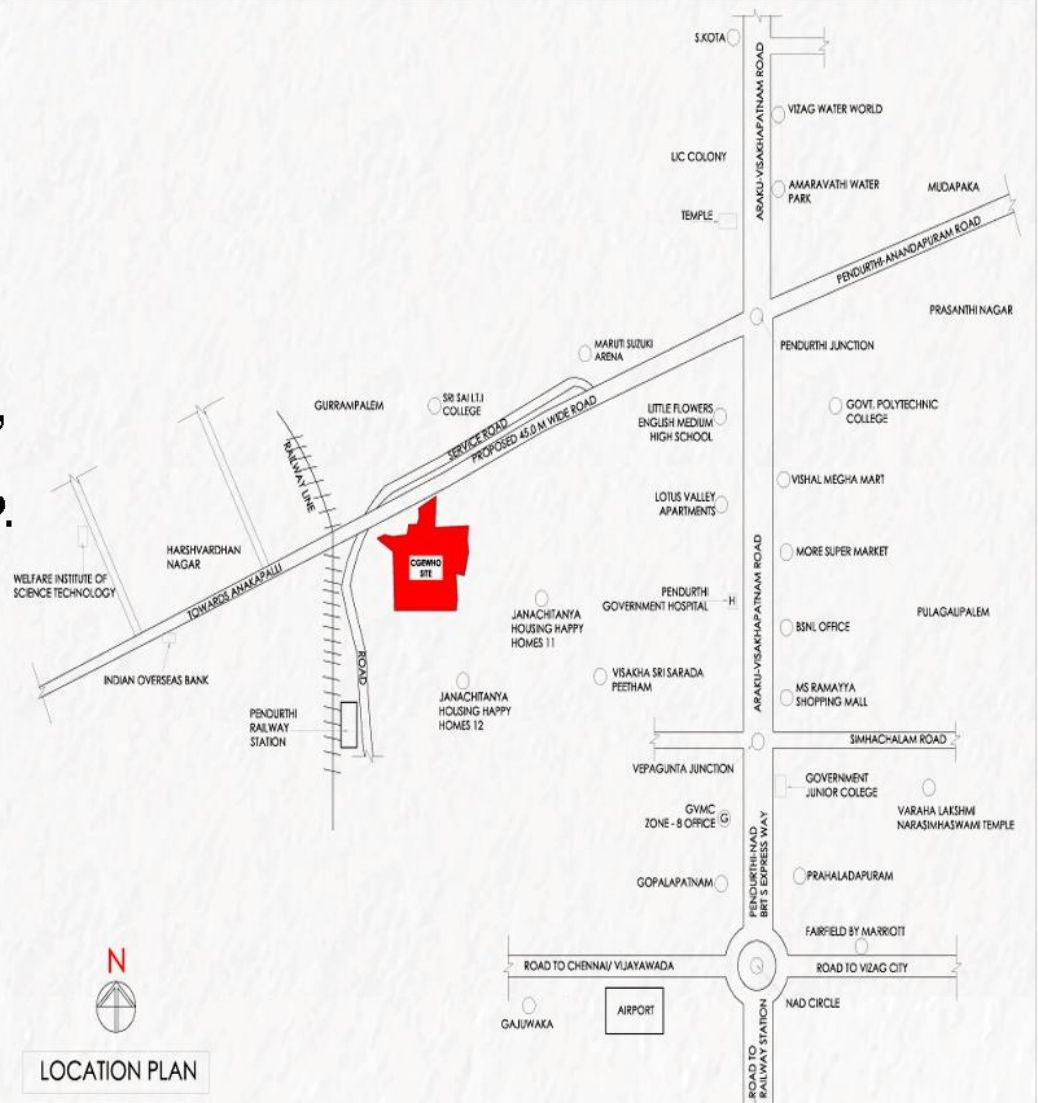 S.KOTA
ARAKU-VISAKHAPATNAM ROAD
VIZAG WATER WORLD
LIC COLONY
AMARAVATHI WATER
PARK
MUDAPAKA
TEMPLE
PENDURTHI-ANANDAPURAM ROAD
PRASANTHI NAGAR
PENDURTHI JUNCTION
MARUTI SUZUKI
ARENA
GURRAMPALEM
SRI SAI I.T.I
COLLEGE
SERVICE ROAD
PROPOSED 45.0 M WIDE ROAD
LITTLE FLOWERS
ENGLISH MEDIUM
HIGH SCHOOL
GOVT. POLYTECHNIC
COLLEGE
,
RAILWAY LINE
VISHAL MEGHA MART
LOTUS VALLEY
APARTMENTS
.
HARSHVARDHAN
NAGAR
CGEWHO
SITE
MORE SUPER MARKET
ARAKU-VISAKHAPATNAM ROAD
WELFARE INSTITUTE OF
SCIENCE TECHNOLOGY
TOWARDS ANAKAPALLI
PENDURTHI
GOVERNMENT HOSPITAL
H
JANACHITANYA
HOUSING HAPPY
HOMES 11
BSNL OFFICE
PULAGALIPALEM
INDIAN OVERSEAS BANK
ROAD
VISAKHA SRI SARADA
PEETHAM
JANACHITANYA
HOUSING HAPPY
HOMES 12
MS RAMAYYA
SHOPPING MALL
PENDURTHI
RAILWAY
STATION
SIMHACHALAM ROAD
VEPAGUNTA JUNCTION
GOVERNMENT
JUNIOR COLEGE
GVMC
ZONE - 8 OFFICE
G
VARAHA LAKSHMI
NARASIMHASWAMI TEMPLE
PENDURTHI-NAD
BRT S EXPRESS WAY
GOPALAPATNAM
PRAHALADAPURAM
FAIRFIELD BY MARRIOTT
ROAD TO CHENNAI/ VIJAYAWADA
ROAD TO VIZAG CITY
NAD CIRCLE
GAJUWAKA
AIRPORT
ROAD TO
RAILWAY STATION
N
LOCATION PLAN